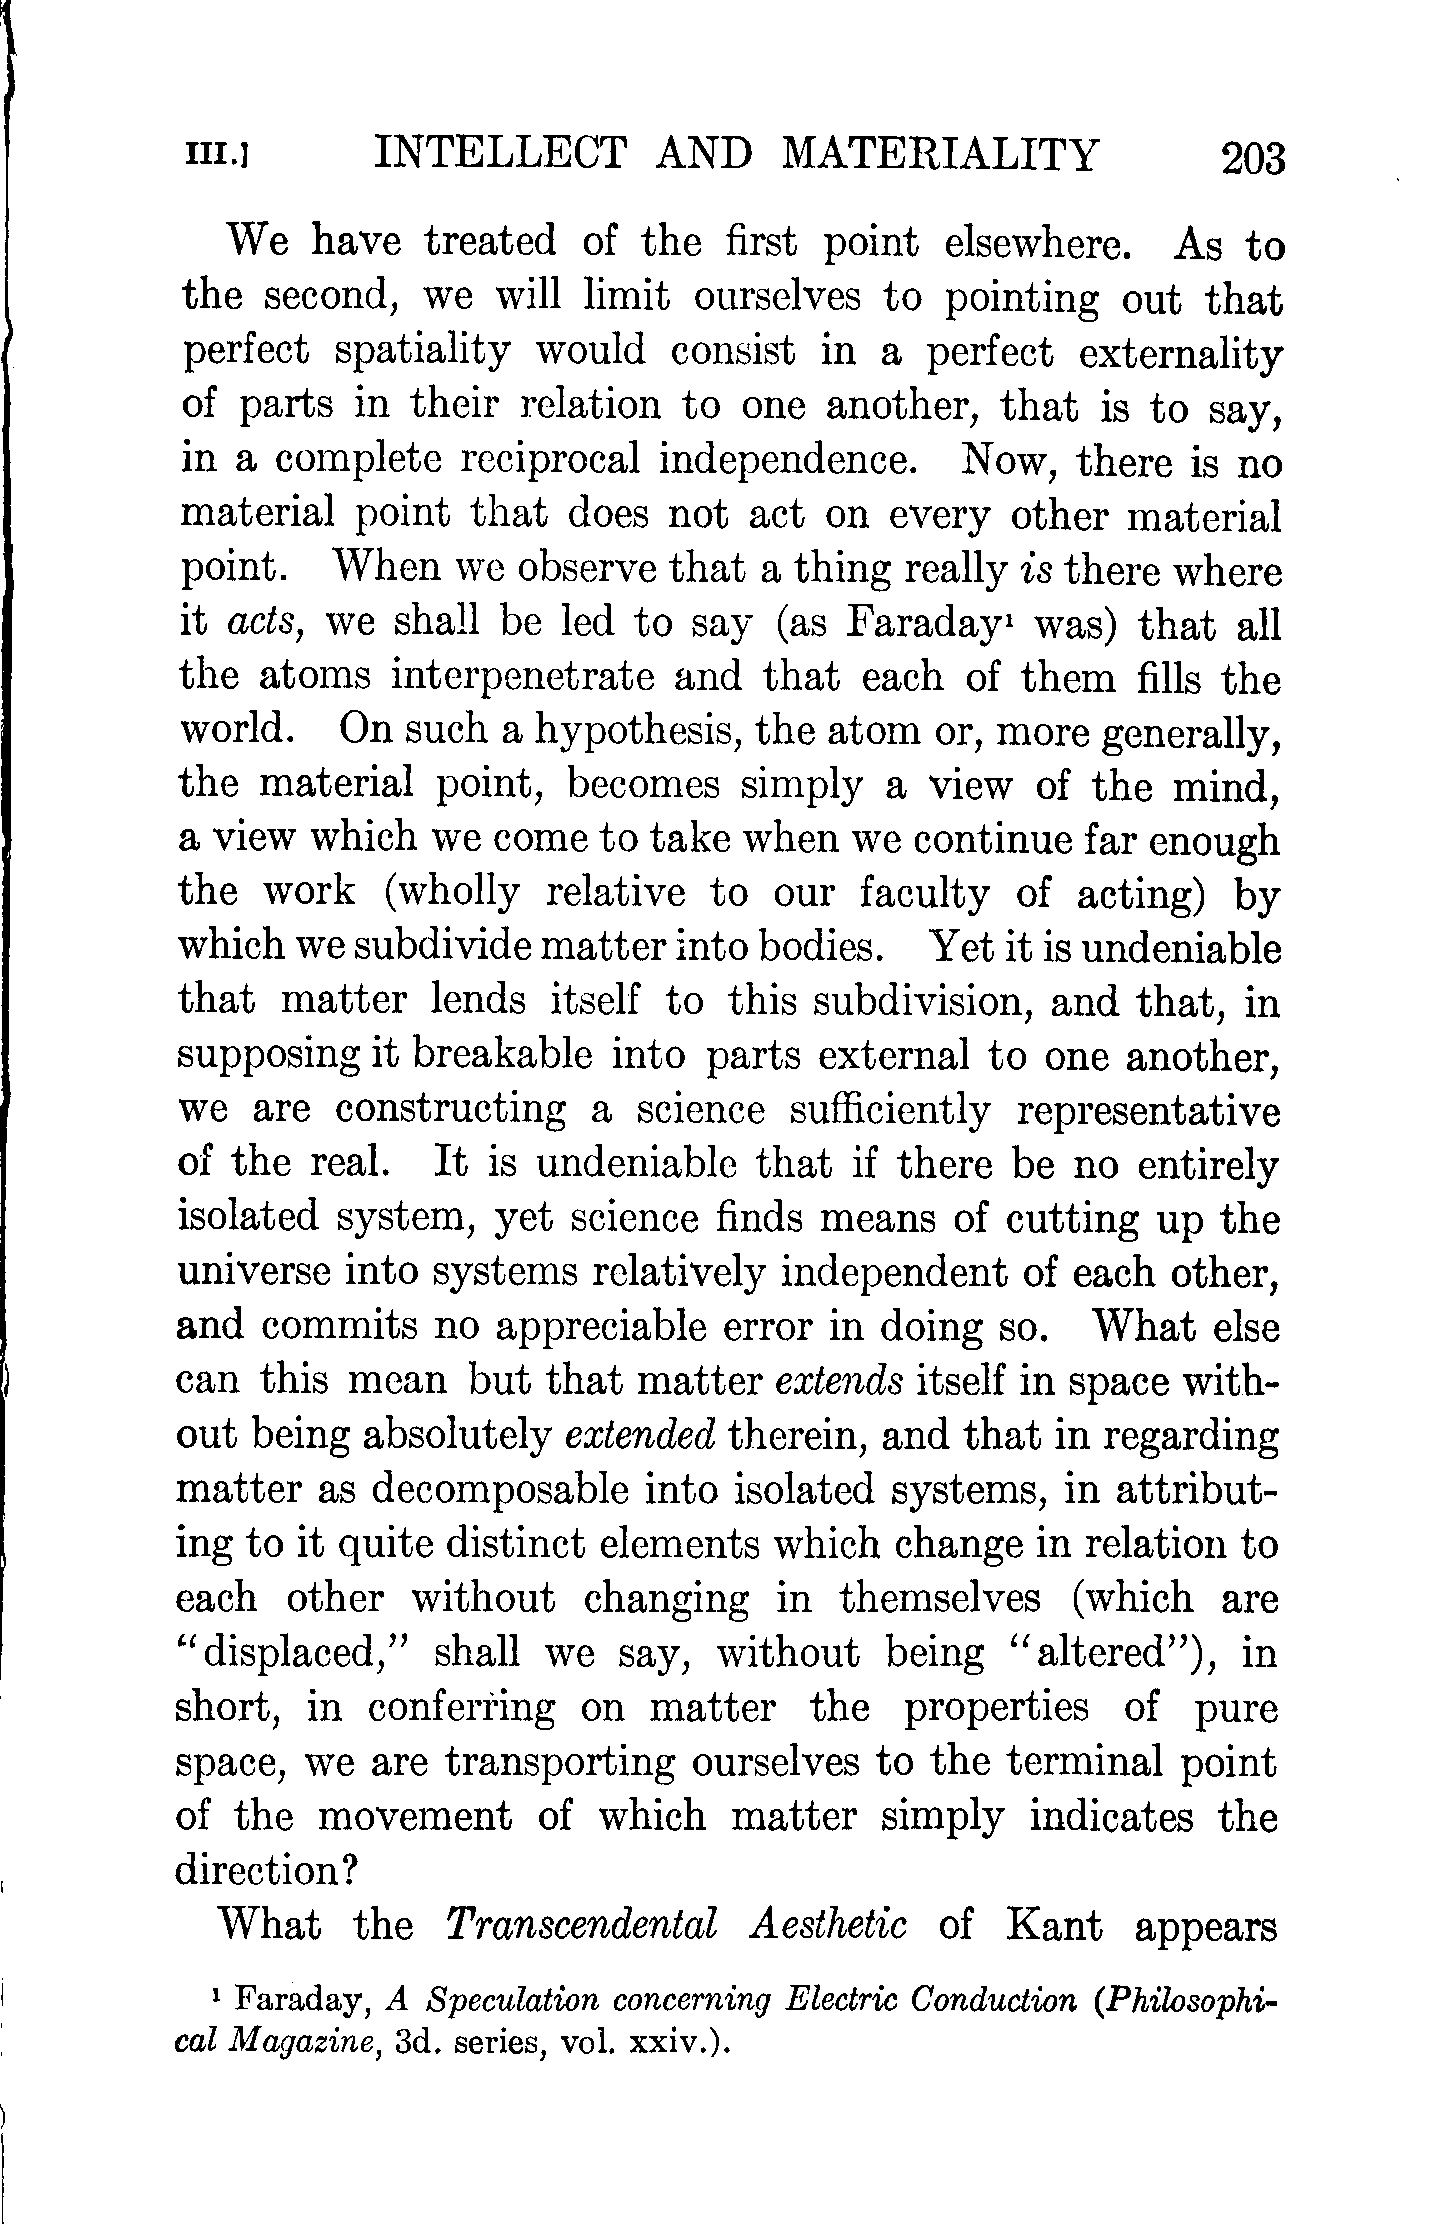 III.] INTELLECT AND MATERIALITY 203
We have treated of the first point elsewhere. As to
the second, we will limit ourselves to pointing out that
perfect spatiality would consist in a perfect externality
of parts in their relation to one another, that is to say,
in a complete reciprocal independence. Now, there is no
material point that does not act on every other material
point. When we observe that a thing really is there where
it acts, we shall be led to say (as Faraday¹ was) that all
the atoms interpenetrate and that each of them fills the
world. On such a hypothesis, the atom or, more generally,
the material point, becomes simply a view of the mind,
a view which we come to take when we continue far enough
the work (wholly relative to our faculty of acting) by
which we subdivide matter into bodies. Yet it is undeniable
that matter lends itself to this subdivision, and that, in
supposing it breakable into parts external to one another,
we are constructing a science sufficiently representative
of the real. It is undeniable that if there be no entirely
isolated system, yet science finds means of cutting up the
universe into systems relatively independent of each other,
and commits no appreciable error in doing so. What else
can this mean but that matter extends itself in space with-
out being absolutely extended therein, and that in regarding
matter as decomposable into isolated systems, in attribut-
ing to it quite distinct elements which change in relation to
each other without changing in themselves (which are
"displaced," shall we say, without being "altered"), in
short, in conferring on matter the properties of pure
space, we are transporting ourselves to the terminal point
of the movement of which matter simply indicates the
direction?
What the Transcendental Aesthetic of Kant appears
¹ Faraday, A Speculation concerning Electric Conduction (Philosophi-
cal Magazine, 3d. series, vol. xxiv.).